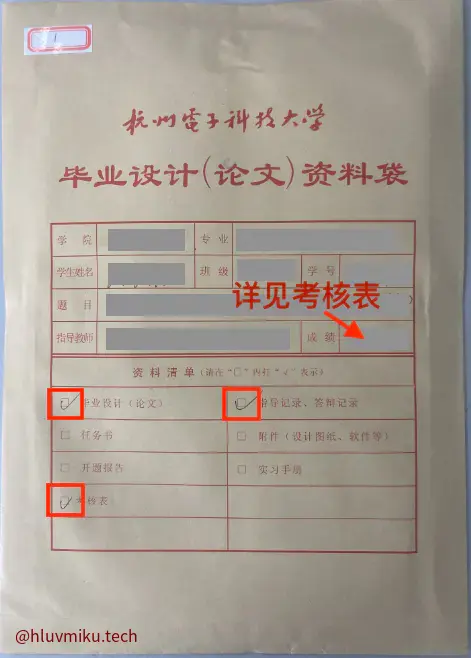 1
杭州電子科技大学
毕业设计(论文)资料袋
学 院 专 业
学生姓名 班 级 学 号
详见考核表
题 目 》
指导教师 成 绩
资 料 清 单 (请在“□”内打“√”表示)
毕业设计(论文) 指导记录、答辩记录
□ 任务书 □ 附件(设计图纸、软件等)
□ 开题报告 □ 实习手册
考核表
@hluvmiku.tech